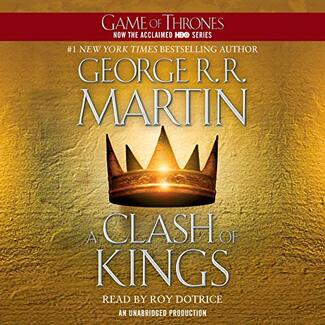 GAME OF THRONES
NOW THE ACCLAIMED HBO SERIES
#1 NEW YORK TIMES BESTSELLING AUTHOR
GEORGE R. R.
MARTIN
A CLASH OF
KINGS
READ BY ROY DOTRICE
AN UNABRIDGED PRODUCTION